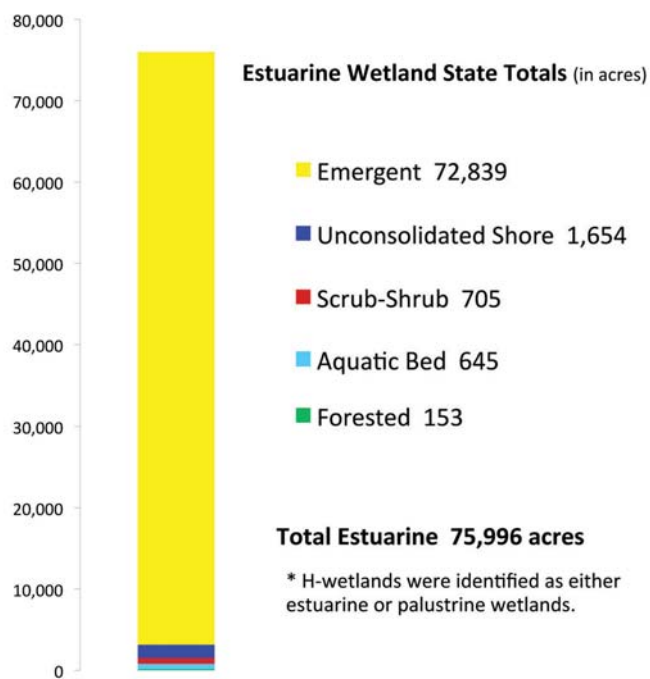 80,000
70,000
60,000
50,000
40,000
30,000
20,000
10,000
0
Estuarine Wetland State Totals (in acres)
Emergent 72,839
Unconsolidated Shore 1,654
Scrub-Shrub 705
Aquatic Bed 645
Forested 153
Total Estuarine 75,996 acres
* H-wetlands were identified as either
estuarine or palustrine wetlands.